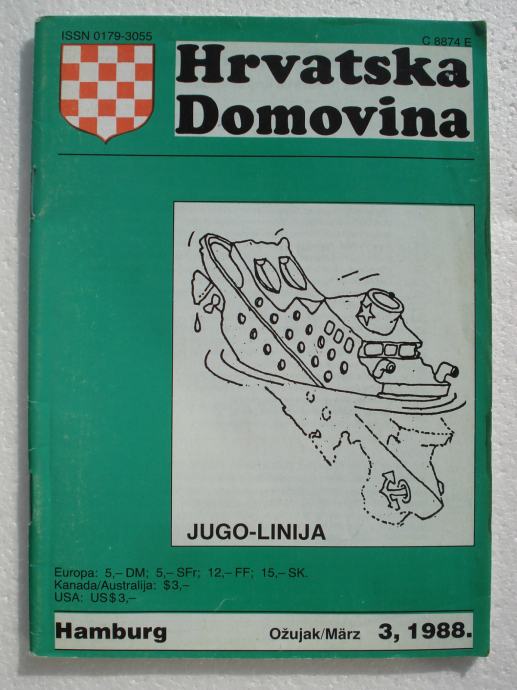 ISSN 0179-3055
C 8874 E
Hrvatska
Domovina
JUGO-LINIJA
Europa: 5,– DM; 5,– SFr; 12,– FF; 15,– SK.
Kanada/Australija: $3,–
USA: US$3,–
Hamburg Ožujak/März 3, 1988.